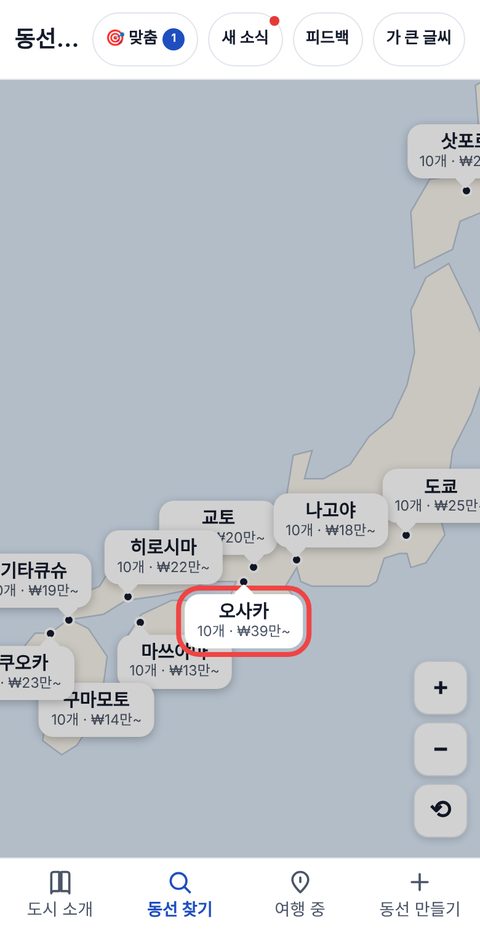 동선...
맞춤 1
새 소식
피드백
가 큰 글씨
10개 · ₩2
도쿄
10개 · ₩25만~
나고야
10개 · ₩18만~
교토
₩20만~
히로시마
10개 · ₩22만~
기타큐슈
개 · ₩19만~
오사카
10개 · ₩39만~
10개 · ₩13만~
쿠오카
· ₩23만~
구마모토
10개 · ₩14만~
+
−
도시 소개
동선 찾기
여행 중
동선 만들기